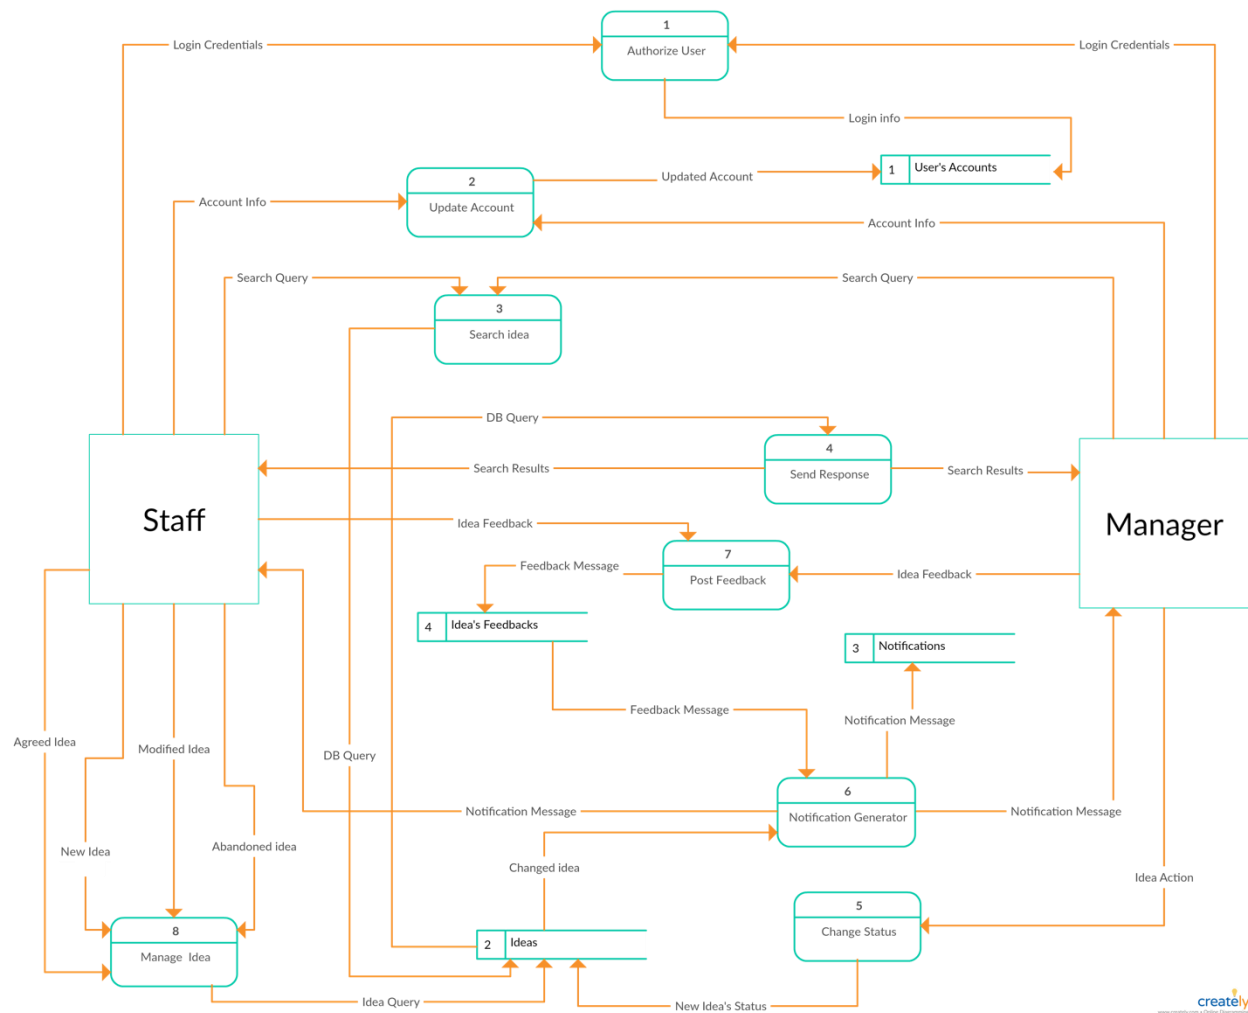 1
Login Credentials
Login Credentials
Authorize User
Login info
1
User's Accounts
Updated Account
2
Update Account
Account Info
Account Info
Search Query
Search Query
3
Search idea
DB Query
4
Send Response
Search Results
Search Results
Staff
Manager
Idea Feedback
7
Post Feedback
Idea Feedback
Feedback Message
4
Idea's Feedbacks
3
Notifications
Feedback Message
Notification Message
Agreed Idea
Modified Idea
DB Query
6
Notification Generator
Notification Message
Notification Message
New Idea
Abandoned idea
Changed idea
Idea Action
5
Change Status
8
Manage Idea
2
Ideas
Idea Query
New Idea's Status
creately